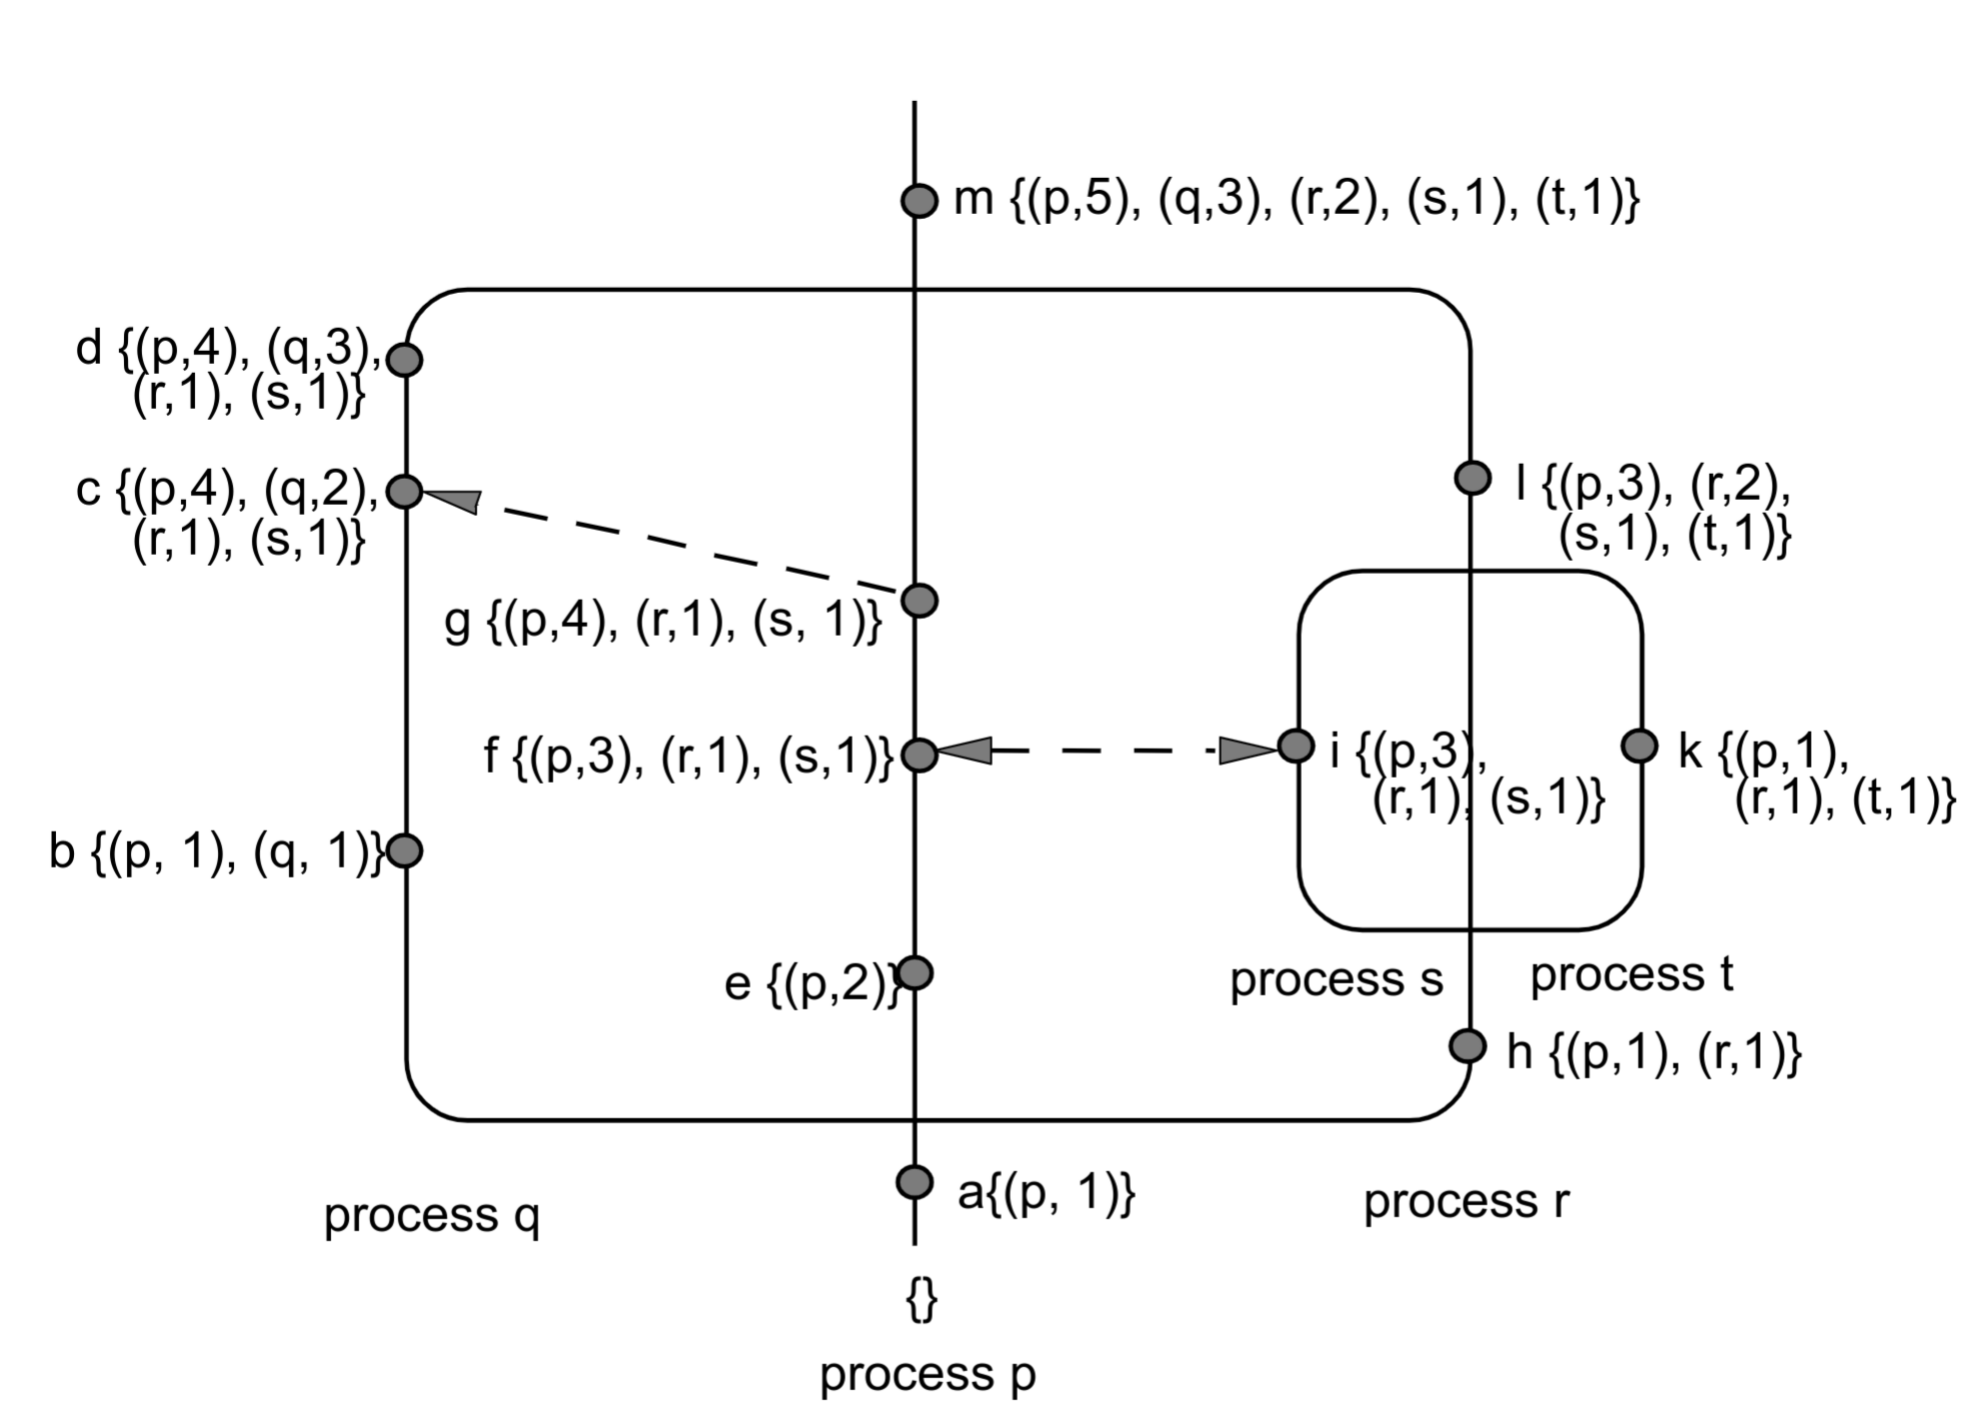 m {(p,5), (q,3), (r,2), (s,1), (t,1)}
d {(p,4), (q,3),
(r,1), (s,1)}
c {(p,4), (q,2),
(r,1), (s,1)}
l {(p,3), (r,2),
(s,1), (t,1)}
g {(p,4), (r,1), (s, 1)}
f {(p,3), (r,1), (s,1)}
i {(p,3),
(r,1), (s,1)}
k {(p,1),
(r,1), (t,1)}
b {(p, 1), (q, 1)}
e {(p,2)}
process s
process t
h {(p,1), (r,1)}
a{(p, 1)}
process q
process r
{}
process p